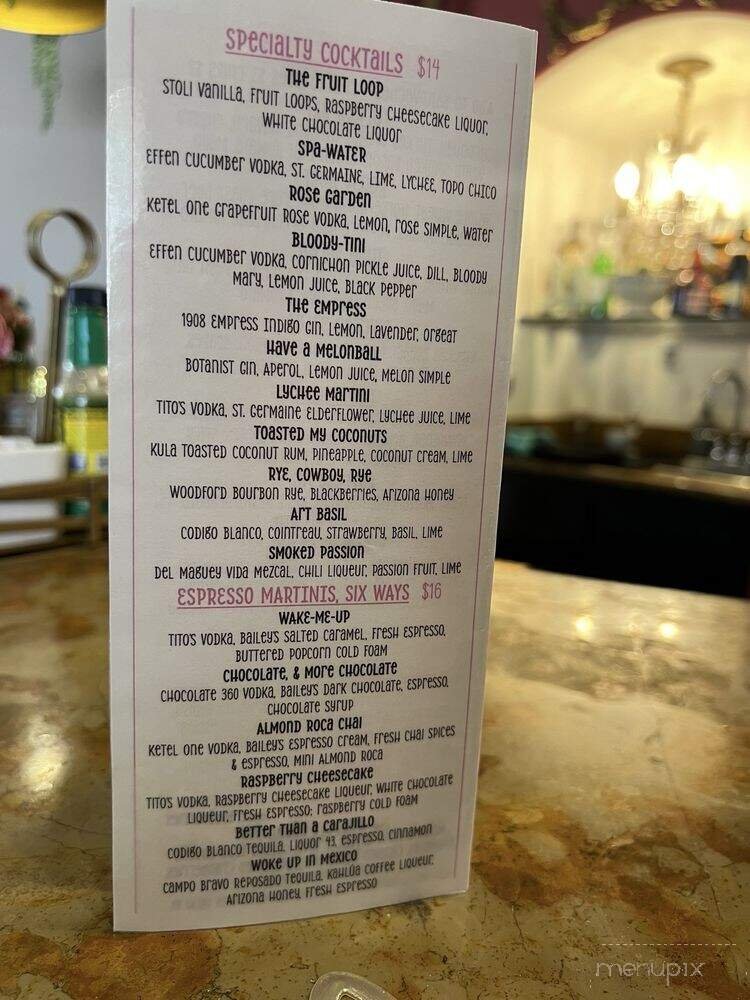 SPECIALTY COCKTAILS $14
THE FRUIT LOOP
STOLI VANILLA, FRUIT LOOPS, RASPBERRY CHEESECAKE LIQUOR,
WHITE CHOCOLATE LIQUOR
SPA-WATER
EFFEN CUCUMBER VODKA, ST. GERMAINE, LIME, LYCHEE, TOPO CHICO
ROSE GARDEN
KETEL ONE GRAPEFRUIT ROSE VODKA, LEMON, ROSE SIMPLE, WATER
BLOODY-TINI
EFFEN CUCUMBER VODKA, CORNICHON PICKLE JUICE, DILL, BLOODY
MARY, LEMON JUICE, BLACK PEPPER
THE EMPRESS
1908 EMPRESS INDIGO GIN, LEMON, LAVENDER, ORGEAT
HAVE A MELONBALL
BOTANIST GIN, APEROL, LEMON JUICE, MELON SIMPLE
LYCHEE MARTINI
TITO'S VODKA, ST. GERMAINE ELDERFLOWER, LYCHEE JUICE, LIME
TOASTED MY COCONUTS
KULA TOASTED COCONUT RUM, PINEAPPLE, COCONUT CREAM, LIME
RYE, COWBOY, RYE
WOODFORD BOURBON RYE, BLACKBERRIES, ARIZONA HONEY
ART BASIL
CODIGO BLANCO, COINTREAU, STRAWBERRY, BASIL, LIME
SMOKED PASSION
DEL MAGUEY VIDA MEZCAL, CHILI LIQUEUR, PASSION FRUIT, LIME
ESPRESSO MARTINIS, SIX WAYS $16
WAKE-ME-UP
TITO'S VODKA, BAILEY'S SALTED CARAMEL, FRESH ESPRESSO,
BUTTERED POPCORN COLD FOAM
CHOCOLATE, & MORE CHOCOLATE
CHOCOLATE 360 VODKA, BAILEY'S DARK CHOCOLATE, ESPRESSO,
CHOCOLATE SYRUP
ALMOND ROCA CHAI
KETEL ONE VODKA, BAILEY'S ESPRESSO CREAM, FRESH CHAI SPICES
& ESPRESSO, MINI ALMOND ROCA
RASPBERRY CHEESECAKE
TITO'S VODKA, RASPBERRY CHEESECAKE LIQUEUR, WHITE CHOCOLATE
LIQUEUR, FRESH ESPRESSO; RASPBERRY COLD FOAM
BETTER THAN A CARAJILLO
CODIGO BLANCO TEQUILA, LIQUOR 43, ESPRESSO, CINNAMON
WOKE UP IN MEXICO
CAMPO BRAVO REPOSADO TEQUILA, KAHLUA COFFEE LIQUEUR,
ARIZONA HONEY, FRESH ESPRESSO
menupix